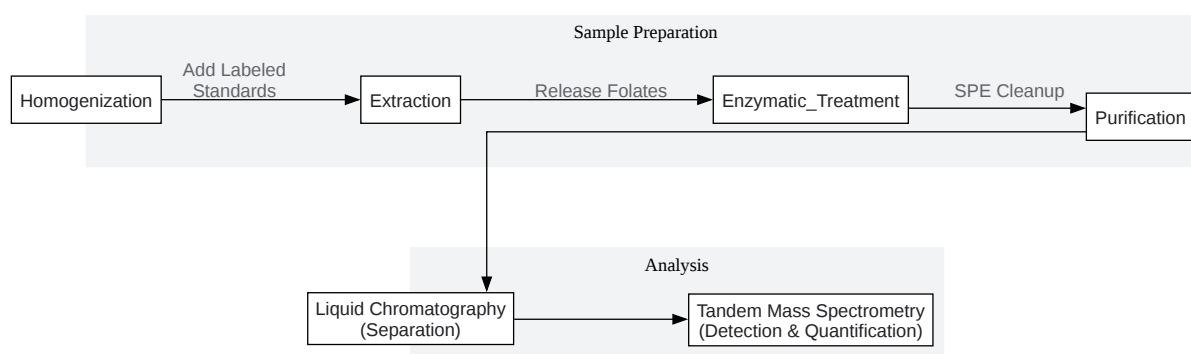 Sample Preparation
Add Labeled
Standards
Homogenization
Extraction
Release Folates
Enzymatic_Treatment
SPE Cleanup
Purification
Analysis
Liquid Chromatography
(Separation)
Tandem Mass Spectrometry
(Detection & Quantification)